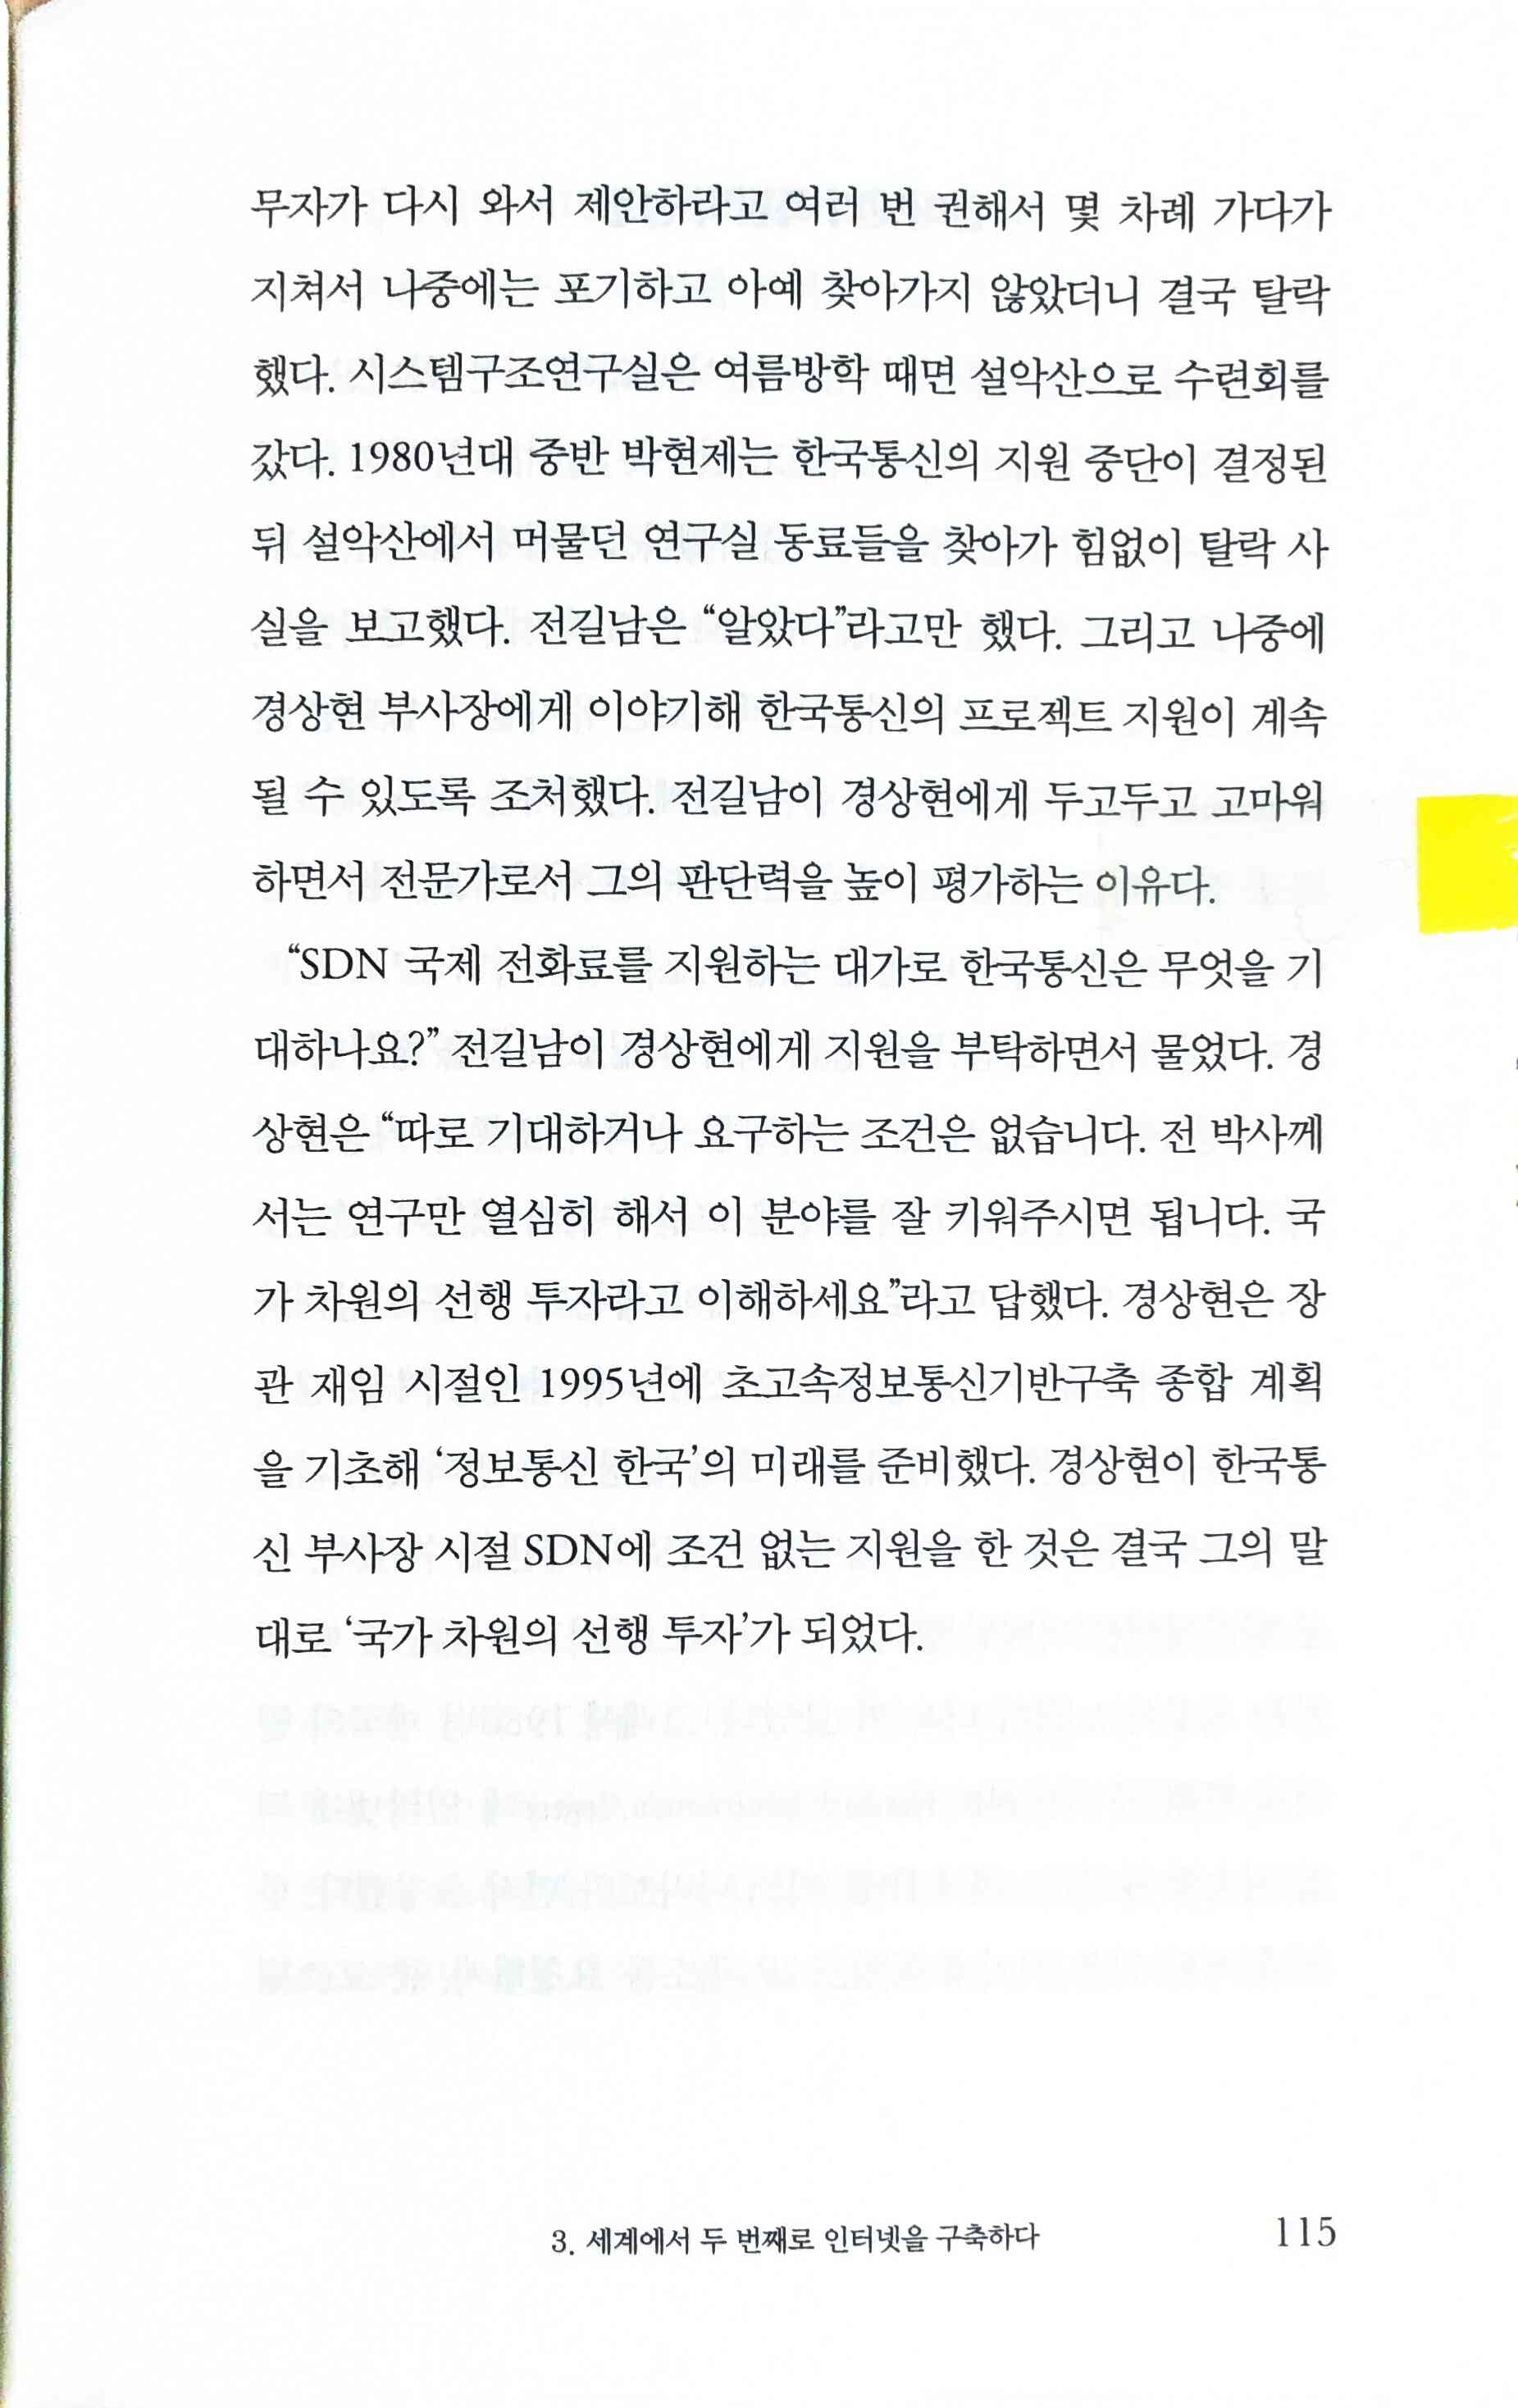 무자가 다시 와서 제안하라고 여러 번 권해서 몇 차례 가다가
지쳐서 나중에는 포기하고 아예 찾아가지 않았더니 결국 탈락
했다. 시스템구조연구실은 여름방학 때면 설악산으로 수련회를
갔다. 1980년대 중반 박현제는 한국통신의 지원 중단이 결정된
뒤 설악산에서 머물던 연구실 동료들을 찾아가 힘없이 탈락 사
실을 보고했다. 전길남은 “알았다”라고만 했다. 그리고 나중에
경상현 부사장에게 이야기해 한국통신의 프로젝트 지원이 계속
될 수 있도록 조처했다. 전길남이 경상현에게 두고두고 고마워
하면서 전문가로서 그의 판단력을 높이 평가하는 이유다.
“SDN 국제 전화료를 지원하는 대가로 한국통신은 무엇을 기
대하나요?” 전길남이 경상현에게 지원을 부탁하면서 물었다. 경
상현은 “따로 기대하거나 요구하는 조건은 없습니다. 전 박사께
서는 연구만 열심히 해서 이 분야를 잘 키워주시면 됩니다. 국
가 차원의 선행 투자라고 이해하세요”라고 답했다. 경상현은 장
관 재임 시절인 1995년에 초고속정보통신기반구축 종합 계획
을 기초해 ‘정보통신 한국’의 미래를 준비했다. 경상현이 한국통
신 부사장 시절 SDN에 조건 없는 지원을 한 것은 결국 그의 말
대로 ‘국가 차원의 선행 투자’가 되었다.
3. 세계에서 두 번째로 인터넷을 구축하다 115